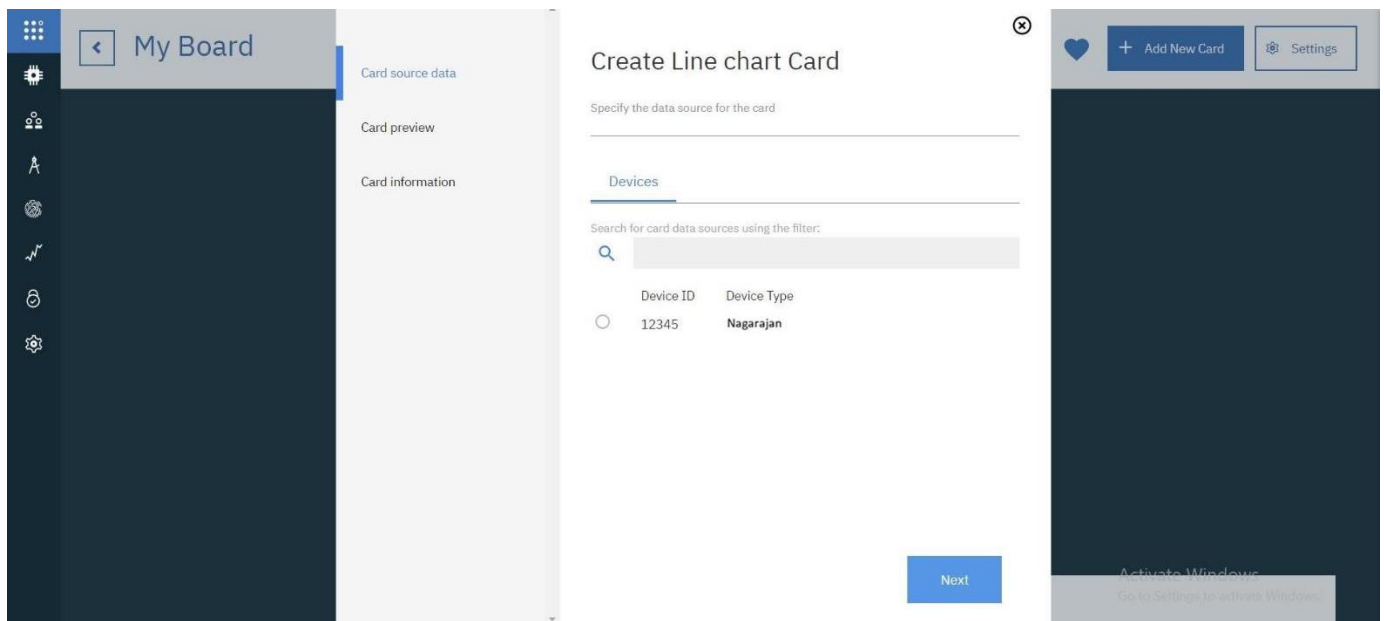 My Board
Card source data
Card preview
Card information
Create Line chart Card
Specify the data source for the card
Devices
Search for card data sources using the filter:
Device ID Device Type
12345 Nagarajan
Next
+ Add New Card
Settings
Activate Windows
Go to Settings to activate Windows.